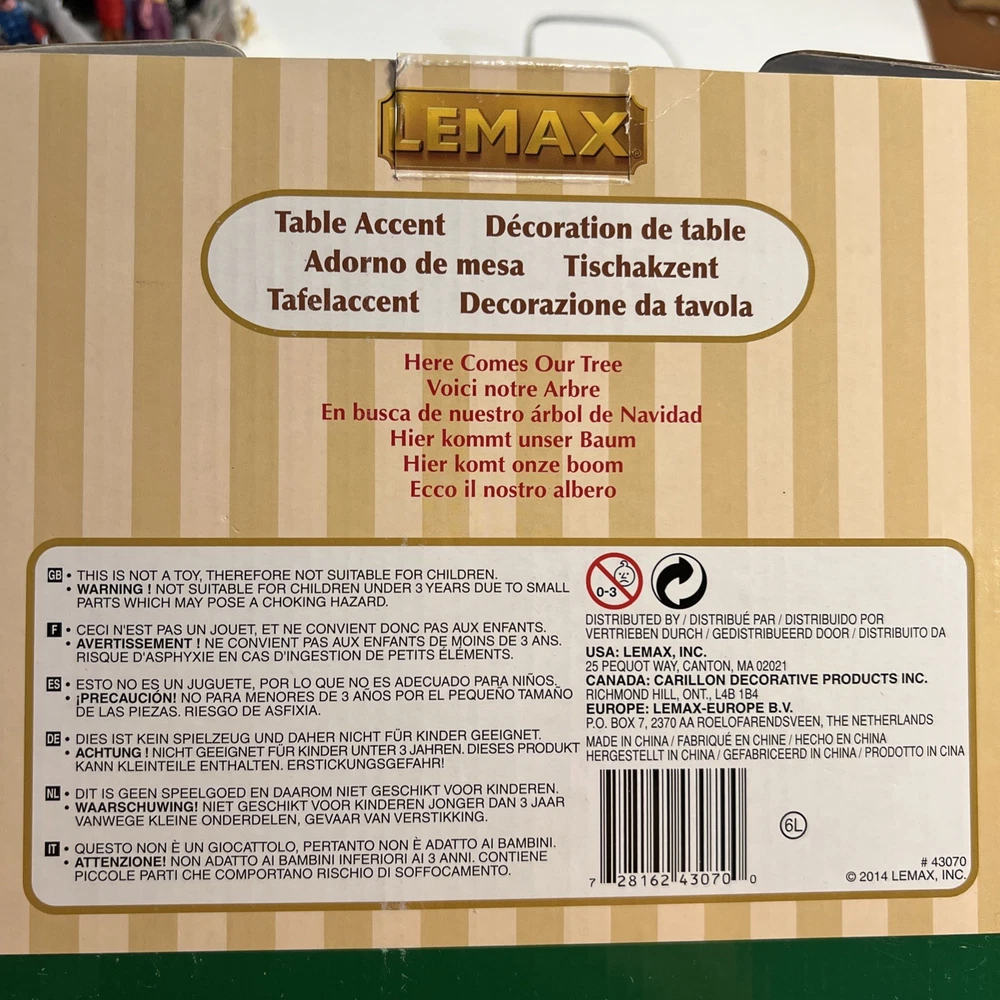 LEMAX®
Table Accent Décoration de table
Adorno de mesa Tischakzent
Tafelaccent Decorazione da tavola
Here Comes Our Tree
Voici notre Arbre
En busca de nuestro árbol de Navidad
Hier kommt unser Baum
Hier komt onze boom
Ecco il nostro albero
GB • THIS IS NOT A TOY, THEREFORE NOT SUITABLE FOR CHILDREN.
• WARNING ! NOT SUITABLE FOR CHILDREN UNDER 3 YEARS DUE TO SMALL
PARTS WHICH MAY POSE A CHOKING HAZARD.
F • CECI N'EST PAS UN JOUET, ET NE CONVIENT DONC PAS AUX ENFANTS.
• AVERTISSEMENT ! NE CONVIENT PAS AUX ENFANTS DE MOINS DE 3 ANS.
RISQUE D'ASPHYXIE EN CAS D'INGESTION DE PETITS ÉLÉMENTS.
ES • ESTO NO ES UN JUGUETE, POR LO QUE NO ES ADECUADO PARA NIÑOS.
• ¡PRECAUCIÓN! NO PARA MENORES DE 3 AÑOS POR EL PEQUEÑO TAMAÑO
DE LAS PIEZAS. RIESGO DE ASFIXIA.
DE • DIES IST KEIN SPIELZEUG UND DAHER NICHT FÜR KINDER GEEIGNET.
• ACHTUNG ! NICHT GEEIGNET FÜR KINDER UNTER 3 JAHREN. DIESES PRODUKT
KANN KLEINTEILE ENTHALTEN. ERSTICKUNGSGEFAHR!
NL • DIT IS GEEN SPEELGOED EN DAAROM NIET GESCHIKT VOOR KINDEREN.
• WAARSCHUWING! NIET GESCHIKT VOOR KINDEREN JONGER DAN 3 JAAR
VANWEGE KLEINE ONDERDELEN, GEVAAR VAN VERSTIKKING.
IT • QUESTO NON È UN GIOCATTOLO, PERTANTO NON È ADATTO AI BAMBINI.
• ATTENZIONE! NON ADATTO AI BAMBINI INFERIORI AI 3 ANNI. CONTIENE
PICCOLE PARTI CHE COMPORTANO RISCHIO DI SOFFOCAMENTO.
0-3
DISTRIBUTED BY / DISTRIBUÉ PAR / DISTRIBUIDO POR
VERTRIEBEN DURCH / GEDISTRIBUEERD DOOR / DISTRIBUITO DA
USA: LEMAX, INC.
25 PEQUOT WAY, CANTON, MA 02021
CANADA: CARILLON DECORATIVE PRODUCTS INC.
RICHMOND HILL, ONT., L4B 1B4
EUROPE: LEMAX-EUROPE B.V.
P.O. BOX 7, 2370 AA ROELOFARENDSVEEN, THE NETHERLANDS
MADE IN CHINA / FABRIQUÉ EN CHINE / HECHO EN CHINA
HERGESTELLT IN CHINA / GEFABRICEERD IN CHINA / PRODOTTO IN CINA
6L
7 28162 43070 0
# 43070
© 2014 LEMAX, INC.